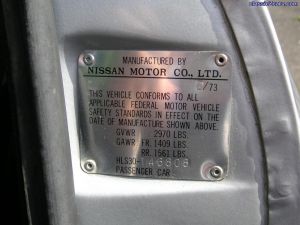 MANUFACTURED BY
NISSAN MOTOR CO., LTD.
/73
THIS VEHICLE CONFORMS TO ALL
APPLICABLE FEDERAL MOTOR VEHICLE
SAFETY STANDARDS IN EFFECT ON THE
DATE OF MANUFACTURE SHOWN ABOVE.
GVWR 2970 LBS.
GAWR FR. 1409 LBS.
RR. 1561 LBS.
HLS30-
PASSENGER CAR